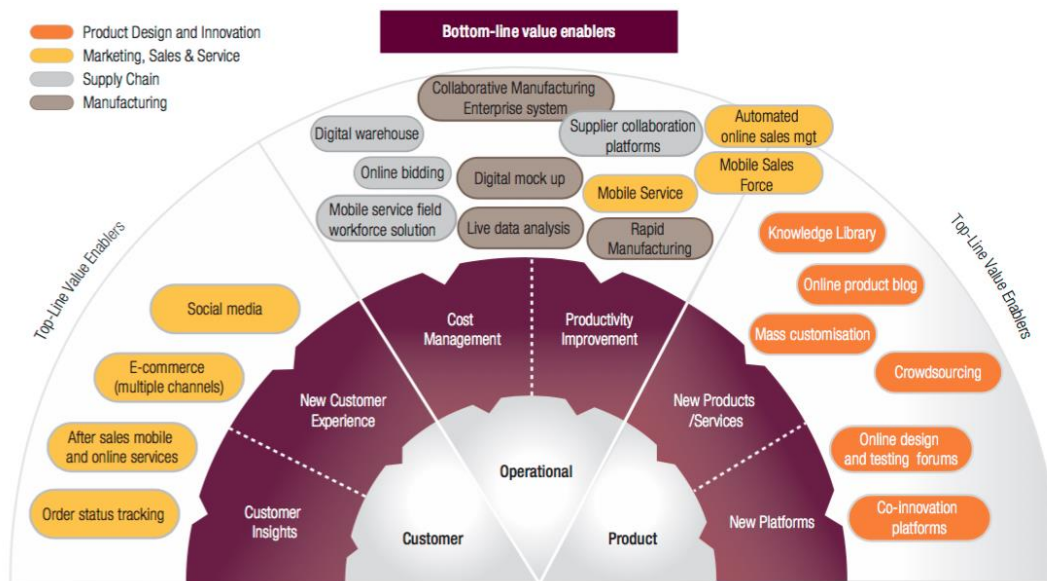 Bottom-line value enablers
Product Design and Innovation
Marketing, Sales & Service
Supply Chain
Manufacturing
Collaborative Manufacturing
Enterprise system
Digital warehouse
Supplier collaboration
platforms
Automated
online sales mgt
Online bidding
Digital mock up
Mobile Service
Mobile Sales
Force
Mobile service field
workforce solution
Live data analysis
Rapid
Manufacturing
Top-Line Value Enablers
Social media
E-commerce
(multiple channels)
After sales mobile
and online services
Order status tracking
Knowledge Library
Online product blog
Mass customisation
Crowdsourcing
Online design
and testing forums
Co-innovation
platforms
Top-Line Value Enablers
Cost
Management
Productivity
Improvement
New Customer
Experience
New Products
/Services
Customer
Insights
New Platforms
Operational
Customer
Product